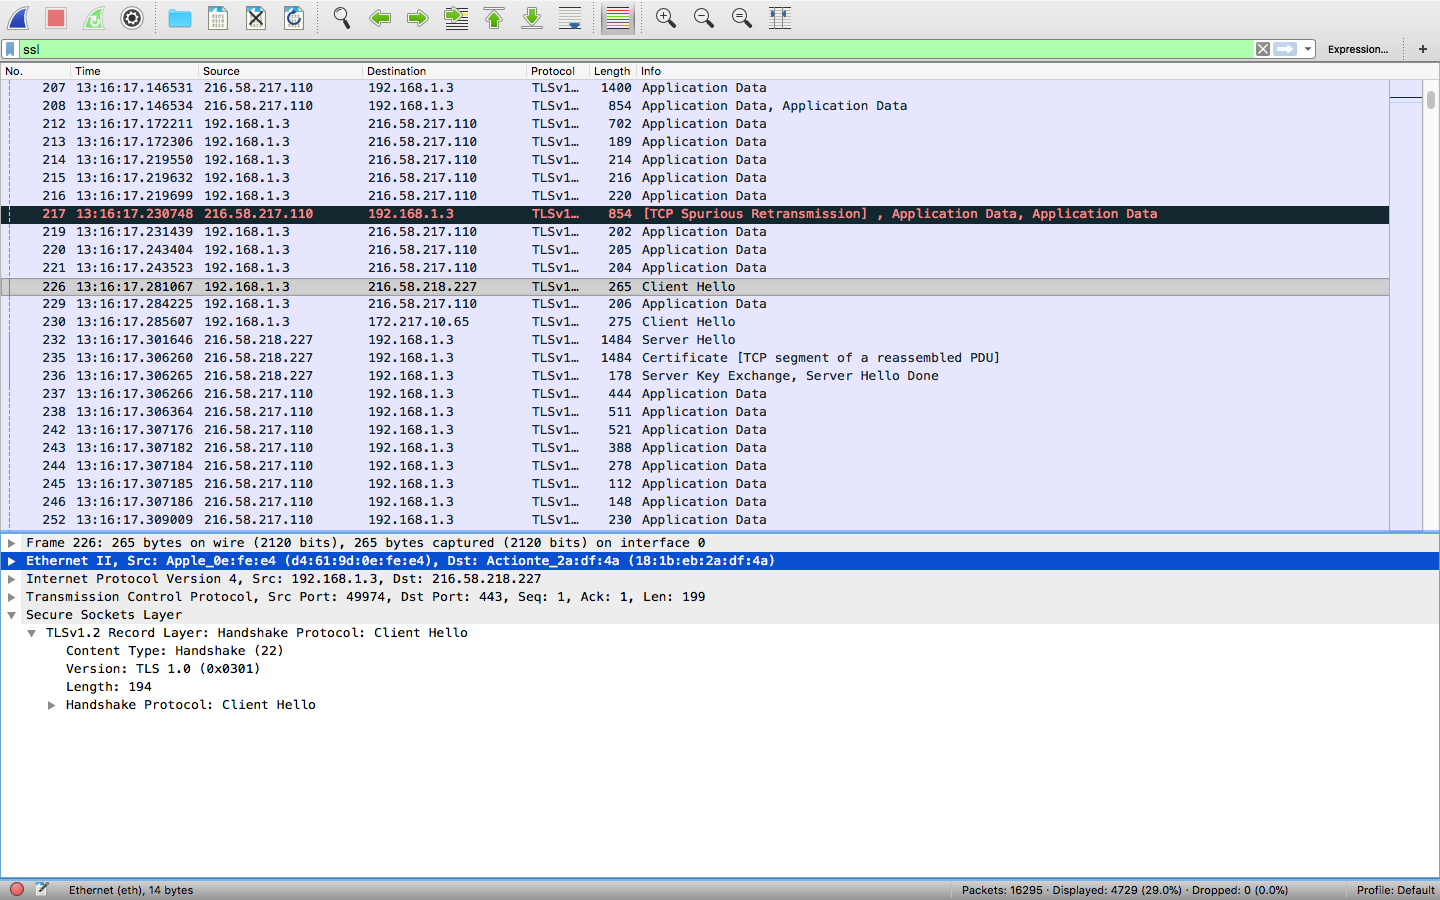 ssl
Expression... +
No. Time Source Destination Protocol Length Info
207 13:16:17.146531 216.58.217.110 192.168.1.3 TLSv1… 1400 Application Data
208 13:16:17.146534 216.58.217.110 192.168.1.3 TLSv1… 854 Application Data, Application Data
212 13:16:17.172211 192.168.1.3 216.58.217.110 TLSv1… 702 Application Data
213 13:16:17.172306 192.168.1.3 216.58.217.110 TLSv1… 189 Application Data
214 13:16:17.219550 192.168.1.3 216.58.217.110 TLSv1… 214 Application Data
215 13:16:17.219632 192.168.1.3 216.58.217.110 TLSv1… 216 Application Data
216 13:16:17.219699 192.168.1.3 216.58.217.110 TLSv1… 220 Application Data
217 13:16:17.230748 216.58.217.110 192.168.1.3 TLSv1… 854 [TCP Spurious Retransmission] , Application Data, Application Data
219 13:16:17.231439 192.168.1.3 216.58.217.110 TLSv1… 202 Application Data
220 13:16:17.243404 192.168.1.3 216.58.217.110 TLSv1… 205 Application Data
221 13:16:17.243523 192.168.1.3 216.58.217.110 TLSv1… 204 Application Data
226 13:16:17.281067 192.168.1.3 216.58.218.227 TLSv1… 265 Client Hello
229 13:16:17.284225 192.168.1.3 216.58.217.110 TLSv1… 206 Application Data
230 13:16:17.285607 192.168.1.3 172.217.10.65 TLSv1… 275 Client Hello
232 13:16:17.301646 216.58.218.227 192.168.1.3 TLSv1… 1484 Server Hello
235 13:16:17.306260 216.58.218.227 192.168.1.3 TLSv1… 1484 Certificate [TCP segment of a reassembled PDU]
236 13:16:17.306265 216.58.218.227 192.168.1.3 TLSv1… 178 Server Key Exchange, Server Hello Done
237 13:16:17.306266 216.58.217.110 192.168.1.3 TLSv1… 444 Application Data
238 13:16:17.306364 216.58.217.110 192.168.1.3 TLSv1… 511 Application Data
242 13:16:17.307176 216.58.217.110 192.168.1.3 TLSv1… 521 Application Data
243 13:16:17.307182 216.58.217.110 192.168.1.3 TLSv1… 388 Application Data
244 13:16:17.307184 216.58.217.110 192.168.1.3 TLSv1… 278 Application Data
245 13:16:17.307185 216.58.217.110 192.168.1.3 TLSv1… 112 Application Data
246 13:16:17.307186 216.58.217.110 192.168.1.3 TLSv1… 148 Application Data
252 13:16:17.309009 216.58.217.110 192.168.1.3 TLSv1… 230 Application Data
Frame 226: 265 bytes on wire (2120 bits), 265 bytes captured (2120 bits) on interface 0
Ethernet II, Src: Apple_0e:fe:e4 (d4:61:9d:0e:fe:e4), Dst: Actionte_2a:df:4a (18:1b:eb:2a:df:4a)
Internet Protocol Version 4, Src: 192.168.1.3, Dst: 216.58.218.227
Transmission Control Protocol, Src Port: 49974, Dst Port: 443, Seq: 1, Ack: 1, Len: 199
Secure Sockets Layer
TLSv1.2 Record Layer: Handshake Protocol: Client Hello
Content Type: Handshake (22)
Version: TLS 1.0 (0x0301)
Length: 194
Handshake Protocol: Client Hello
Ethernet (eth), 14 bytes
Packets: 16295 · Displayed: 4729 (29.0%) · Dropped: 0 (0.0%)
Profile: Default